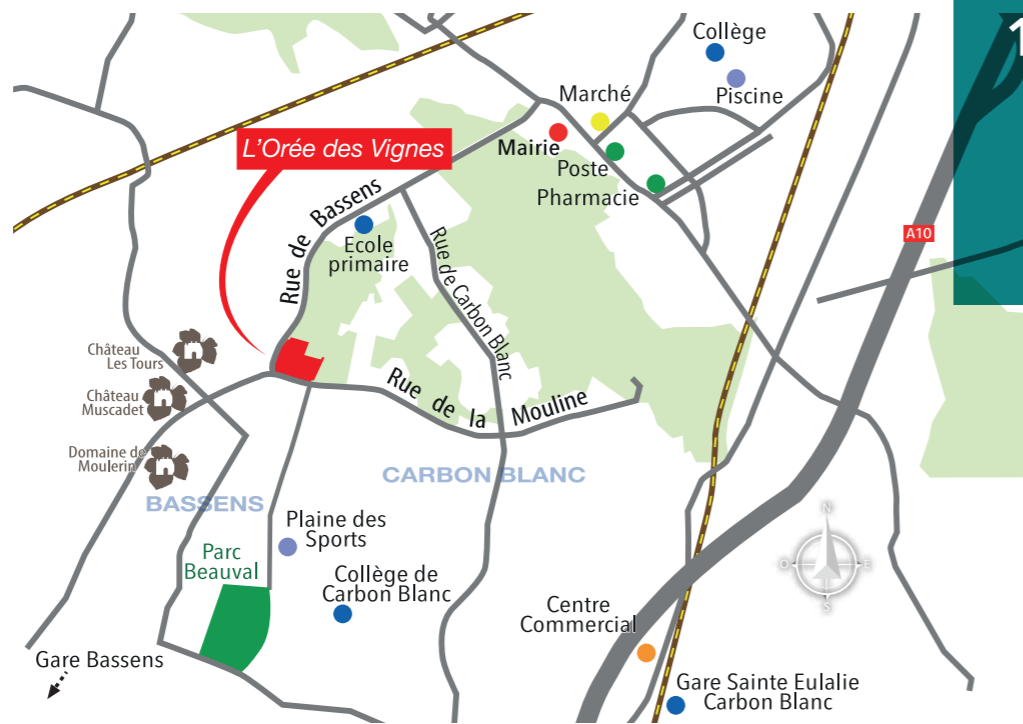 1
Collège
Piscine
Marché
Mairie
Poste
Pharmacie
L'Orée des Vignes
Rue de Bassens
Ecole
primaire
Rue de Carbon Blanc
A10
Château
Les Tours
Château
Muscadet
Domaine de
Moulerin
Rue de la Mouline
CARBON BLANC
BASSENS
Plaine des
Sports
Parc
Beauval
Collège de
Carbon Blanc
Centre
Commercial
N
O
E
S
Gare Bassens
Gare Sainte Eulalie
Carbon Blanc